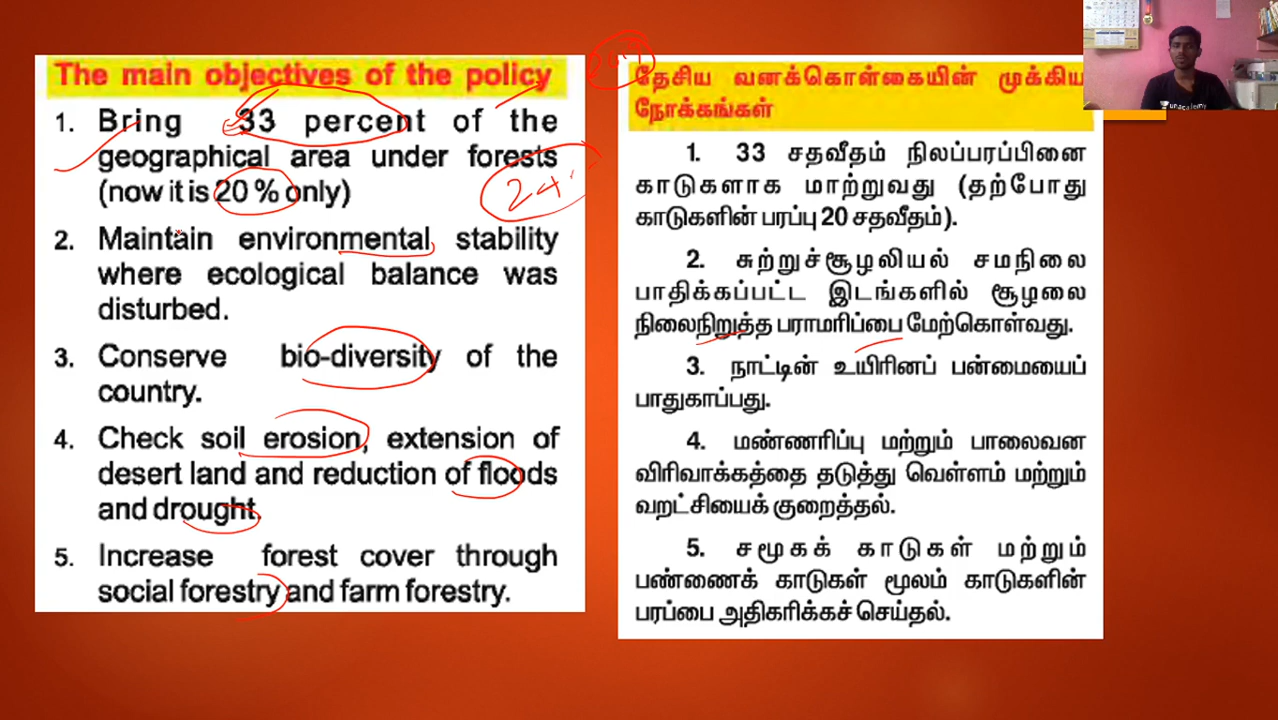 The main objectives of the policy
1. Bring 33 percent of the
geographical area under forests
(now it is 20 % only)
24
2. Maintain environmental stability
where ecological balance was
disturbed.
3. Conserve bio-diversity of the
country.
4. Check soil erosion, extension of
desert land and reduction of floods
and drought.
5. Increase forest cover through
social forestry and farm forestry.
தேசிய வனக்கொள்கையின் முக்கிய
நோக்கங்கள்
1. 33 சதவீதம் நிலப்பரப்பினை
காடுகளாக மாற்றுவது (தற்போது
காடுகளின் பரப்பு 20 சதவீதம்).
2. சுற்றுச்சூழலியல் சமநிலை
பாதிக்கப்பட்ட இடங்களில் சூழலை
நிலைநிறுத்த பராமரிப்பை மேற்கொள்வது.
3. நாட்டின் உயிரினப் பன்மையைப்
பாதுகாப்பது.
4. மண்ணரிப்பு மற்றும் பாலைவன
விரிவாக்கத்தை தடுத்து வெள்ளம் மற்றும்
வறட்சியைக் குறைத்தல்.
5. சமூகக் காடுகள் மற்றும்
பண்ணைக் காடுகள் மூலம் காடுகளின்
பரப்பை அதிகரிக்கச் செய்தல்.
unacademy